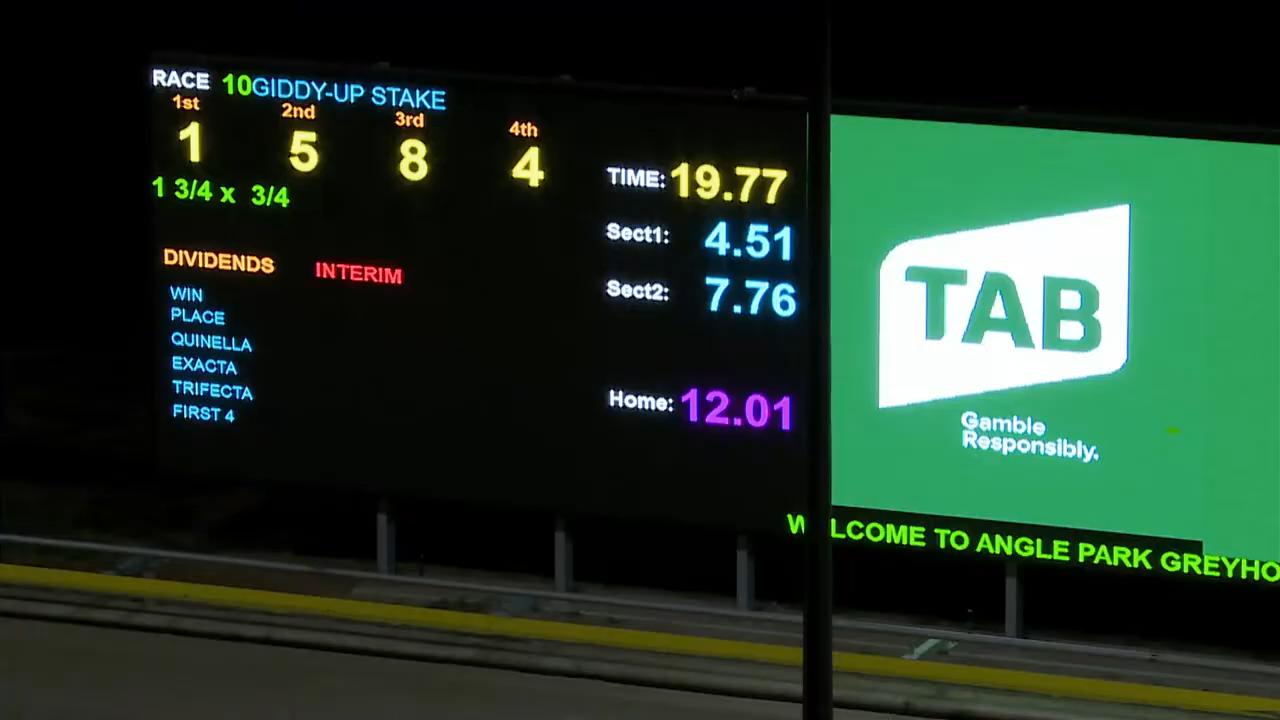 RACE 10GIDDY-UP STAKE
1st 2nd 3rd 4th
1 5 8 4
1 3/4 x 3/4
TIME: 19.77
Sect1: 4.51
Sect2: 7.76
Home: 12.01
DIVIDENDS INTERIM
WIN
PLACE
QUINELLA
EXACTA
TRIFECTA
FIRST 4
TAB
Gamble
Responsibly.
WELCOME TO ANGLE PARK GREYHO